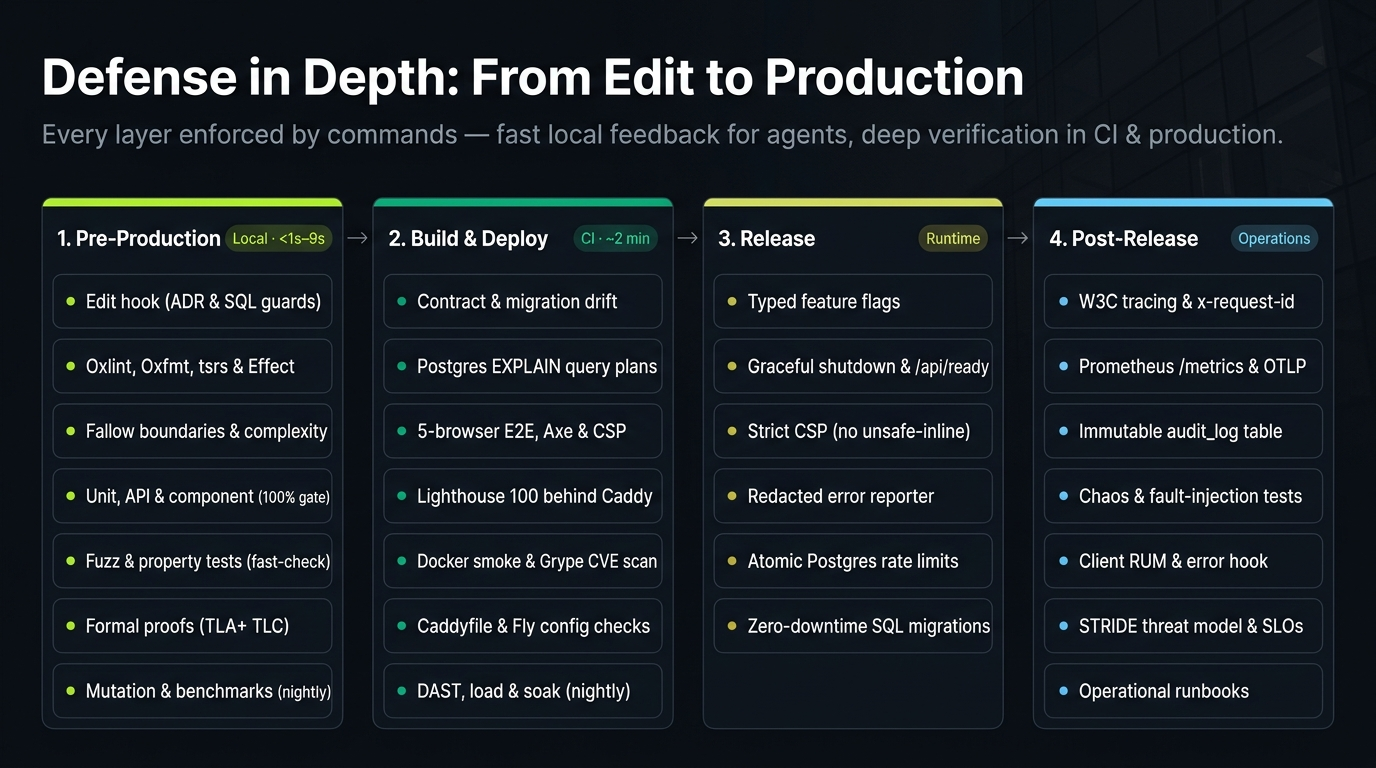 Defense in Depth: From Edit to Production
Every layer enforced by commands — fast local feedback for agents, deep verification in CI & production.
1. Pre-Production
Local · <1s–9s
Edit hook (ADR & SQL guards)
Oxlint, Oxfmt, tsrs & Effect
Fallow boundaries & complexity
Unit, API & component (100% gate)
Fuzz & property tests (fast-check)
Formal proofs (TLA+ TLC)
Mutation & benchmarks (nightly)
2. Build & Deploy
CI · ~2 min
Contract & migration drift
Postgres EXPLAIN query plans
5-browser E2E, Axe & CSP
Lighthouse 100 behind Caddy
Docker smoke & Grype CVE scan
Caddyfile & Fly config checks
DAST, load & soak (nightly)
3. Release
Runtime
Typed feature flags
Graceful shutdown & /api/ready
Strict CSP (no unsafe-inline)
Redacted error reporter
Atomic Postgres rate limits
Zero-downtime SQL migrations
4. Post-Release
Operations
W3C tracing & x-request-id
Prometheus /metrics & OTLP
Immutable audit_log table
Chaos & fault-injection tests
Client RUM & error hook
STRIDE threat model & SLOs
Operational runbooks